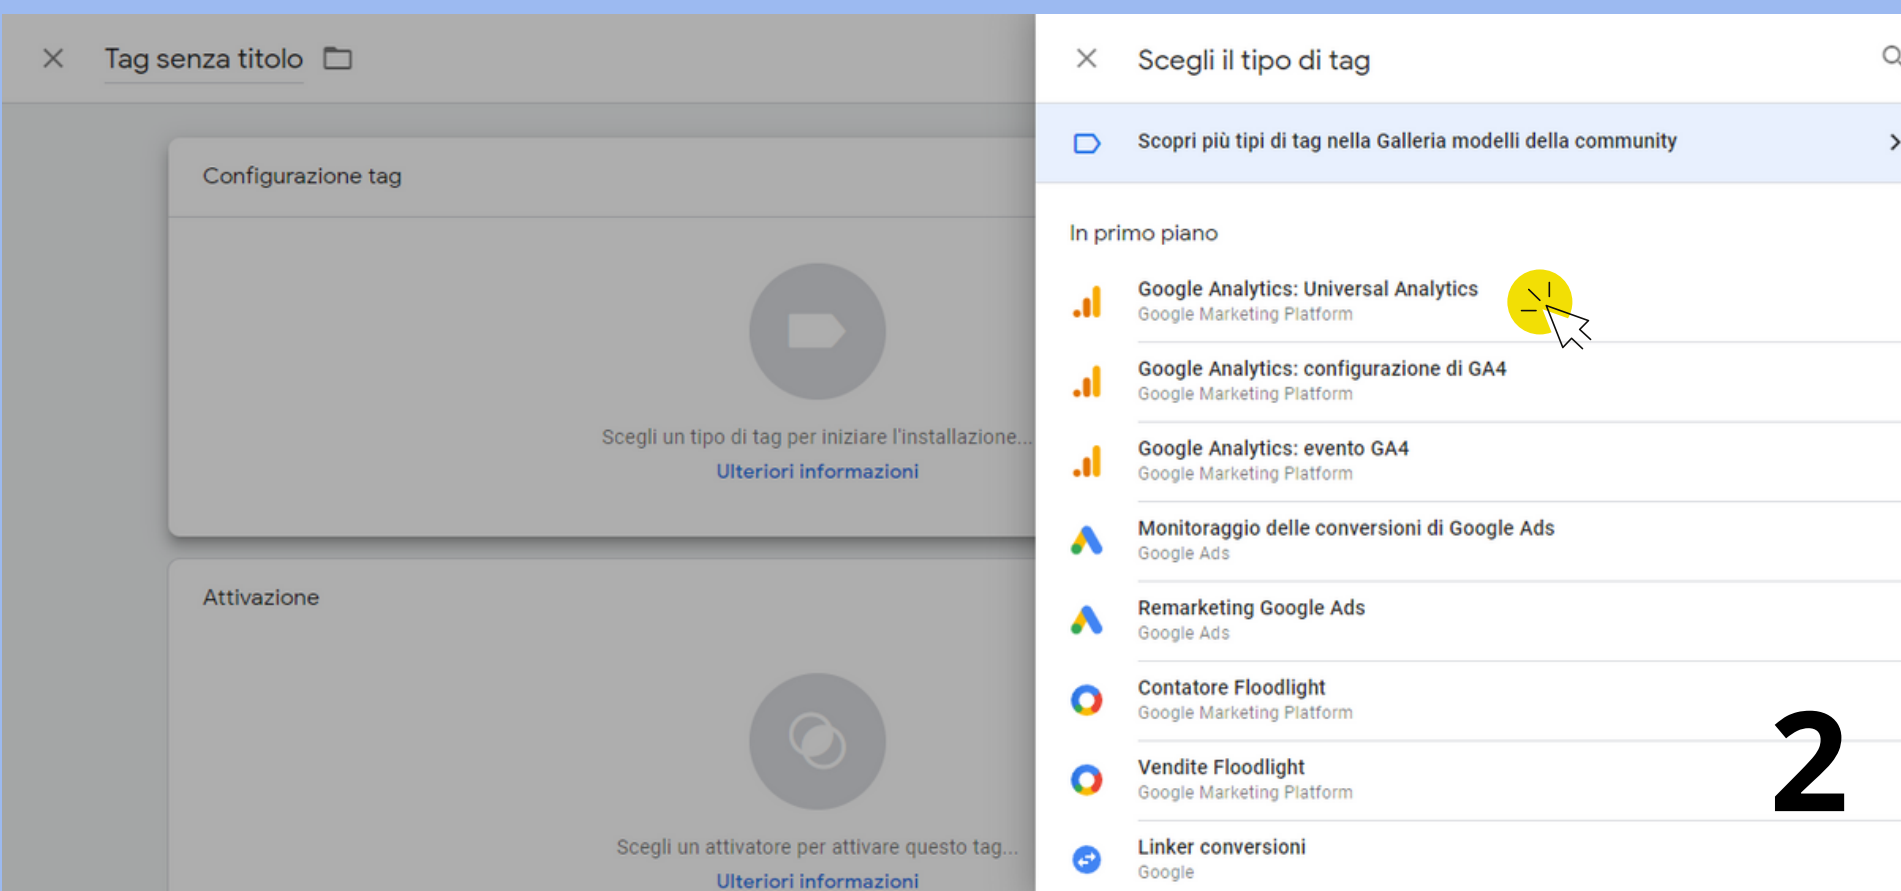 Tag senza titolo
Configurazione tag
Scegli un tipo di tag per iniziare l'installazione...
Ulteriori informazioni
Attivazione
Scegli un attivatore per attivare questo tag...
Ulteriori informazioni
Scegli il tipo di tag
Scopri più tipi di tag nella Galleria modelli della community
In primo piano
Google Analytics: Universal Analytics
Google Marketing Platform
Google Analytics: configurazione di GA4
Google Marketing Platform
Google Analytics: evento GA4
Google Marketing Platform
Monitoraggio delle conversioni di Google Ads
Google Ads
Remarketing Google Ads
Google Ads
Contatore Floodlight
Google Marketing Platform
Vendite Floodlight
Google Marketing Platform
Linker conversioni
Google
2